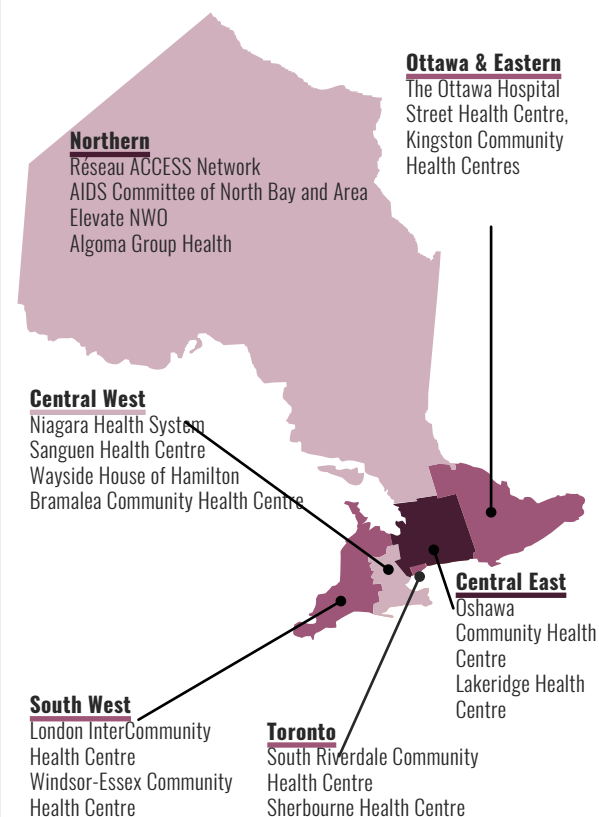 Ottawa & Eastern
The Ottawa Hospital
Street Health Centre,
Kingston Community
Health Centres
Northern
Réseau ACCESS Network
AIDS Committee of North Bay and Area
Elevate NWO
Algoma Group Health
Central West
Niagara Health System
Sanguen Health Centre
Wayside House of Hamilton
Bramalea Community Health Centre
Central East
Oshawa
Community Health
Centre
Lakeridge Health
Centre
South West
London InterCommunity
Health Centre
Windsor-Essex Community
Health Centre
Toronto
South Riverdale Community
Health Centre
Sherbourne Health Centre